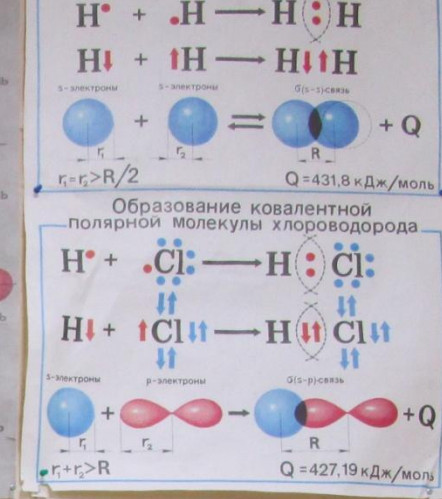 H• + •H → H : H
H↓ + ↑H → H↓↑H
s-электроны s-электроны σ(s-s)-связь
+ ⇌ + Q
r₁ r₂ R
r₁=r₂>R/2 Q=431,8 кДж/моль
Образование ковалентной
полярной молекулы хлороводорода
H• + •Cl: → H : Cl:
↓↑
H↓ + ↑Cl↓↑ → H ↓↑ Cl↓↑
↓↑ ↓↑
s-электроны p-электроны σ(s-p)-связь
+ → +Q
r₁ r₂ R
r₁+r₂>R Q=427,19 кДж/моль